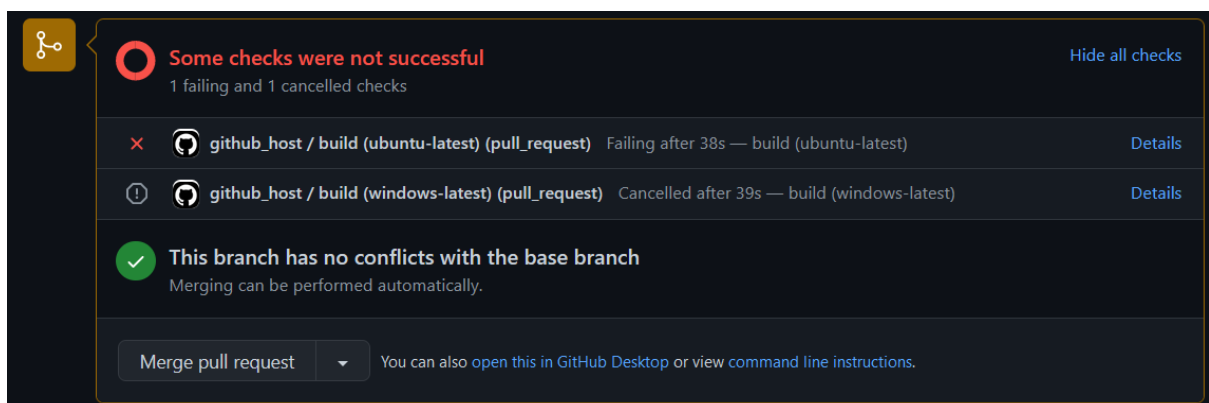 Some checks were not successful
Hide all checks
1 failing and 1 cancelled checks
github_host / build (ubuntu-latest) (pull_request) Failing after 38s — build (ubuntu-latest) Details
github_host / build (windows-latest) (pull_request) Cancelled after 39s — build (windows-latest) Details
This branch has no conflicts with the base branch
Merging can be performed automatically.
Merge pull request You can also open this in GitHub Desktop or view command line instructions.